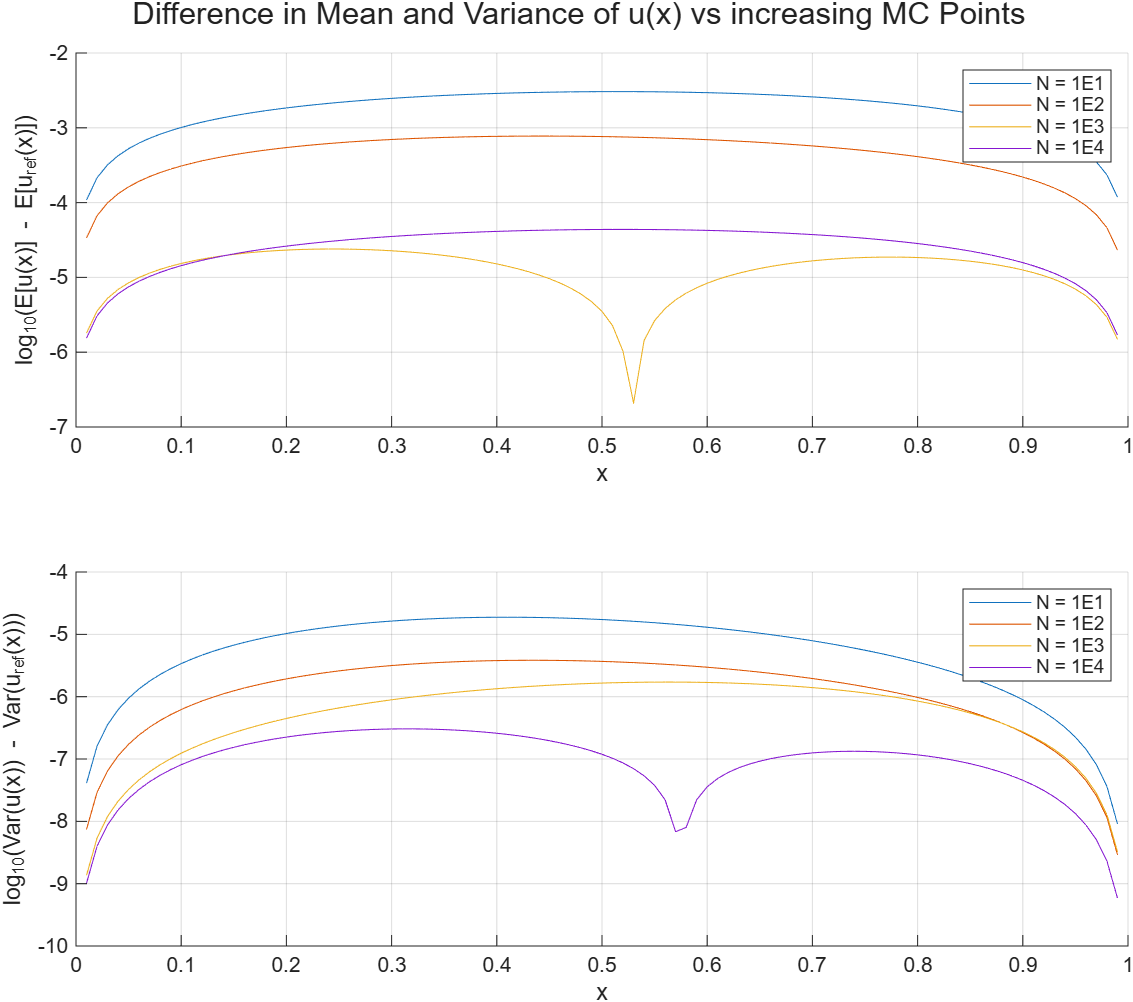 Difference in Mean and Variance of u(x) vs increasing MC Points
-2
-3
-4
-5
-6
-7
log10(E[u(x)] - E[uref(x)])
N = 1E1
N = 1E2
N = 1E3
N = 1E4
0 0.1 0.2 0.3 0.4 0.5 0.6 0.7 0.8 0.9 1
x
-4
-5
-6
-7
-8
-9
-10
log10(Var(u(x)) - Var(uref(x)))
N = 1E1
N = 1E2
N = 1E3
N = 1E4
0 0.1 0.2 0.3 0.4 0.5 0.6 0.7 0.8 0.9 1
x